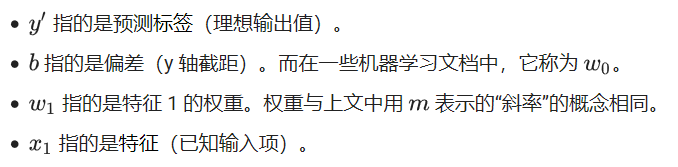 • y′ 指的是预测标签（理想输出值）。
• b 指的是偏差（y 轴截距）。而在一些机器学习文档中，它称为 w₀。
• w₁ 指的是特征 1 的权重。权重与上文中用 m 表示的“斜率”的概念相同。
• x₁ 指的是特征（已知输入项）。